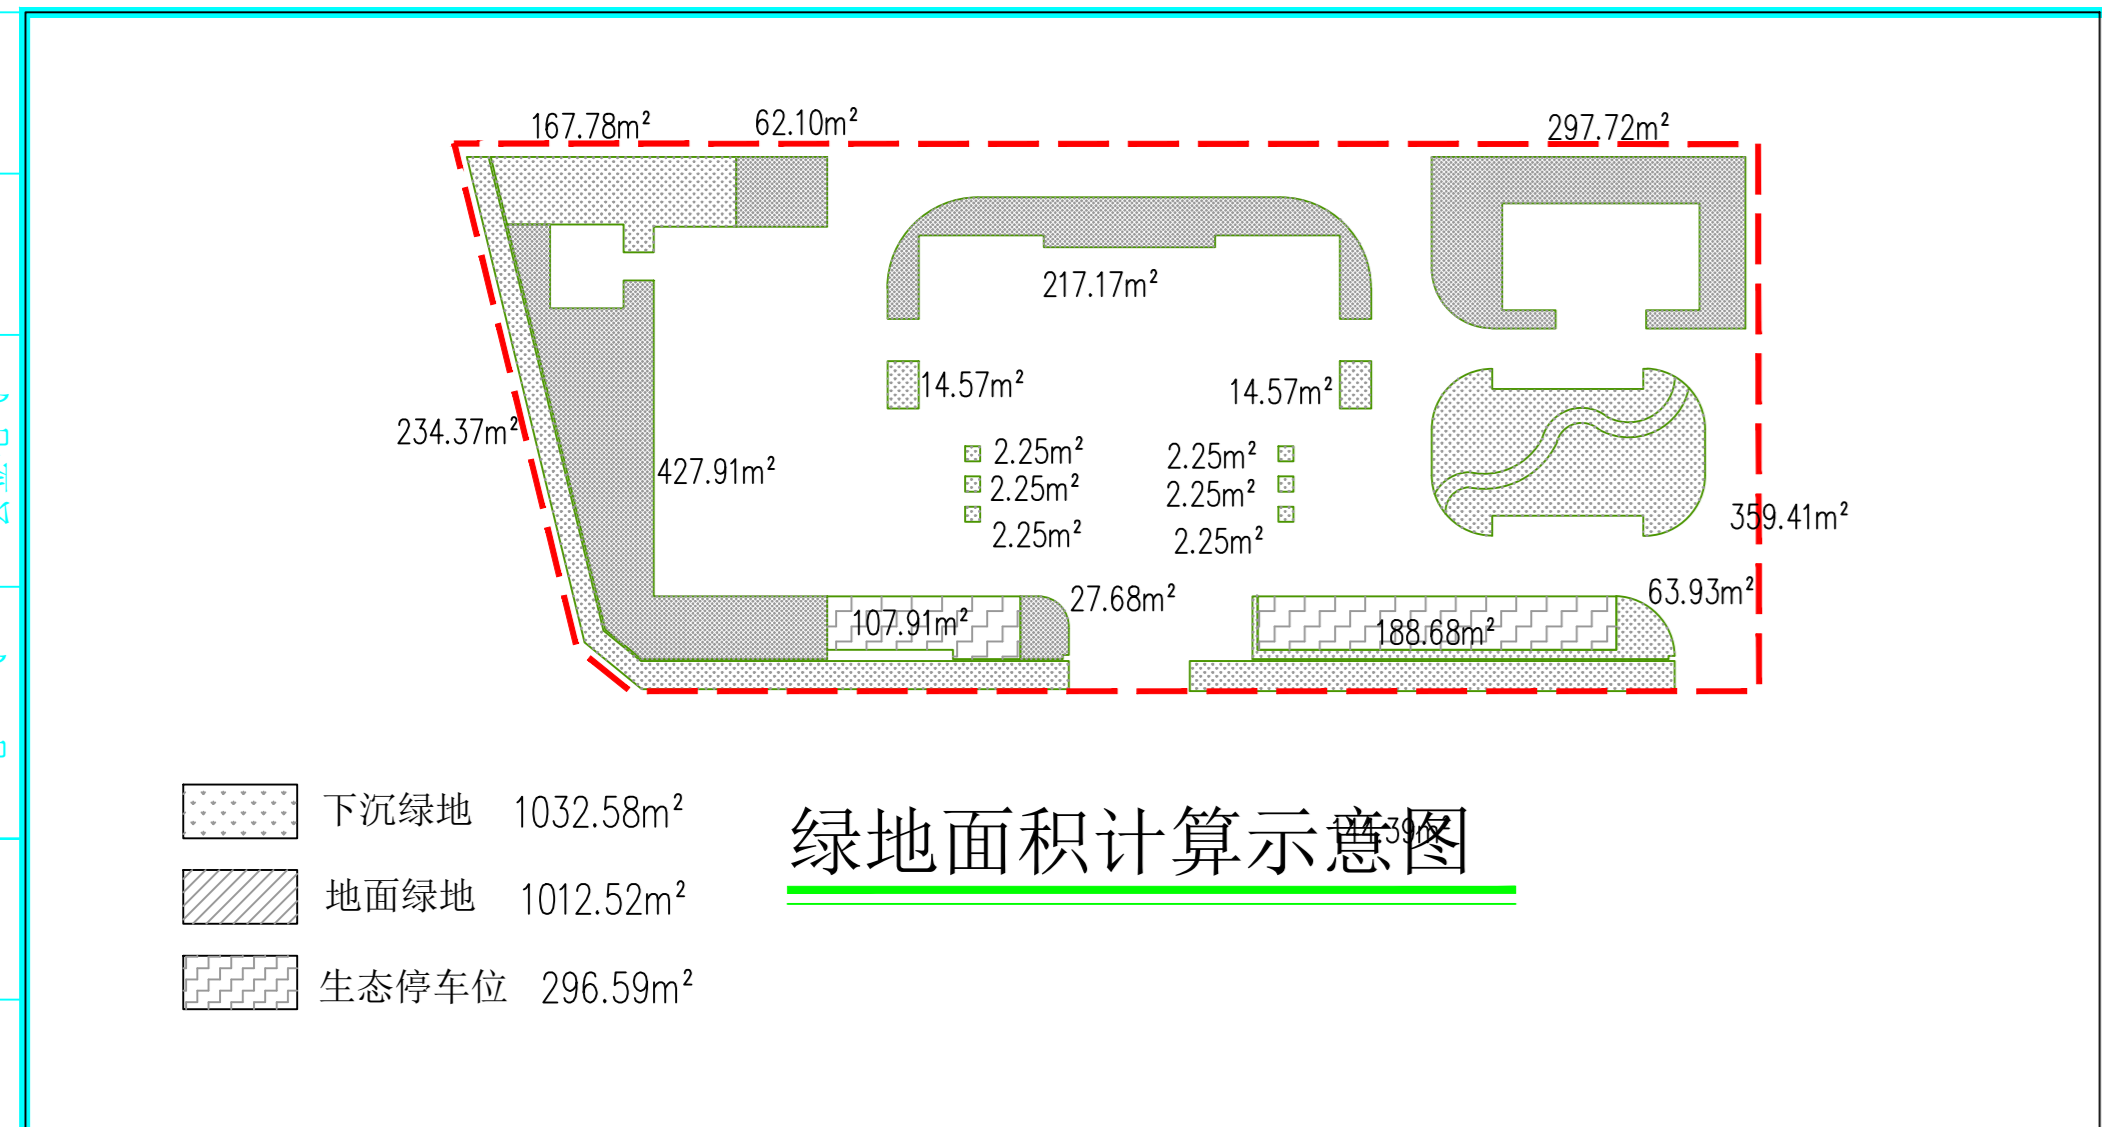 167.78m²
62.10m²
297.72m²
217.17m²
14.57m²
14.57m²
234.37m²
427.91m²
2.25m²
2.25m²
2.25m²
2.25m²
2.25m²
2.25m²
359.41m²
27.68m²
63.93m²
107.91m²
188.68m²
下沉绿地 1032.58m²
绿地面积计算示意图
144.39m²
地面绿地 1012.52m²
生态停车位 296.59m²